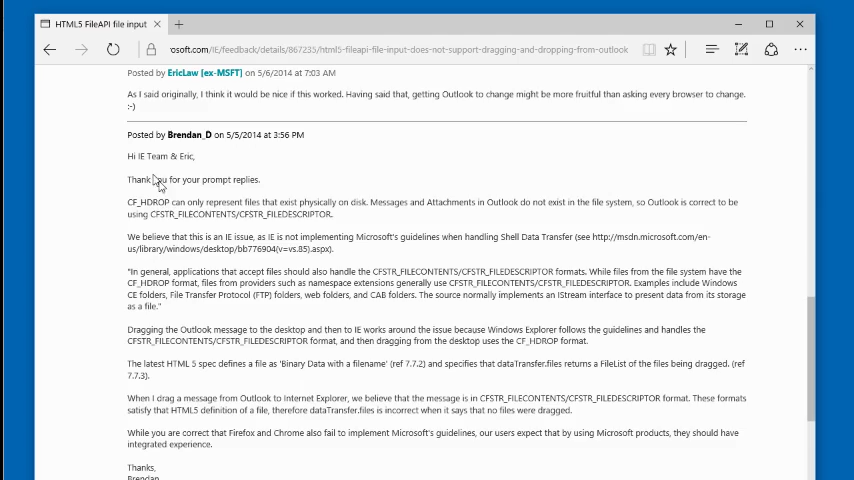 HTML5 FileAPI file input
rosoft.com/IE/feedback/details/867235/html5-fileapi-file-input-does-not-support-dragging-and-dropping-from-outlook
Posted by EricLaw [ex-MSFT] on 5/6/2014 at 7:03 AM
As I said originally, I think it would be nice if this worked. Having said that, getting Outlook to change might be more fruitful than asking every browser to change.
:-)
Posted by Brendan_D on 5/5/2014 at 3:56 PM
Hi IE Team & Eric,
Thank you for your prompt replies.
CF_HDROP can only represent files that exist physically on disk. Messages and Attachments in Outlook do not exist in the file system, so Outlook is correct to be
using CFSTR_FILECONTENTS/CFSTR_FILEDESCRIPTOR.
We believe that this is an IE issue, as IE is not implementing Microsoft's guidelines when handling Shell Data Transfer (see http://msdn.microsoft.com/en-
us/library/windows/desktop/bb776904(v=vs.85).aspx).
"In general, applications that accept files should also handle the CFSTR_FILECONTENTS/CFSTR_FILEDESCRIPTOR formats. While files from the file system have the
CF_HDROP format, files from providers such as namespace extensions generally use CFSTR_FILECONTENTS/CFSTR_FILEDESCRIPTOR. Examples include Windows
CE folders, File Transfer Protocol (FTP) folders, web folders, and CAB folders. The source normally implements an IStream interface to present data from its storage
as a file."
Dragging the Outlook message to the desktop and then to IE works around the issue because Windows Explorer follows the guidelines and handles the
CFSTR_FILECONTENTS/CFSTR_FILEDESCRIPTOR format, and then dragging from the desktop uses the CF_HDROP format.
The latest HTML 5 spec defines a file as 'Binary Data with a filename' (ref 7.7.2) and specifies that dataTransfer.files returns a FileList of the files being dragged. (ref
7.7.3).
When I drag a message from Outlook to Internet Explorer, we believe that the message is in CFSTR_FILECONTENTS/CFSTR_FILEDESCRIPTOR format. These formats
satisfy that HTML5 definition of a file, therefore dataTransfer.files is incorrect when it says that no files were dragged.
While you are correct that Firefox and Chrome also fail to implement Microsoft's guidelines, our users expect that by using Microsoft products, they should have
integrated experience.
Thanks,
Brendan